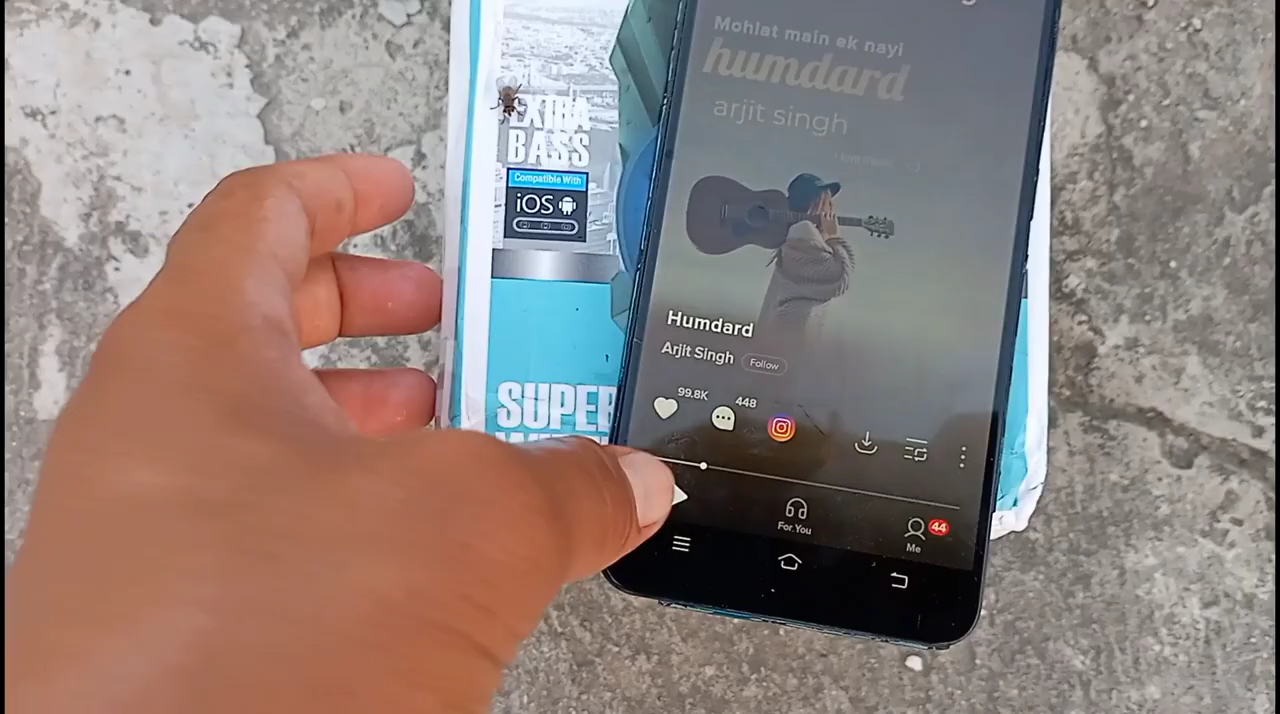 EXTRA
BASS
Compatible With
iOS
SUPER
Mohlat main ek nayi
humdard
arjit singh
Humdard
Arjit Singh
Follow
99.8K
448
For You
44
Me